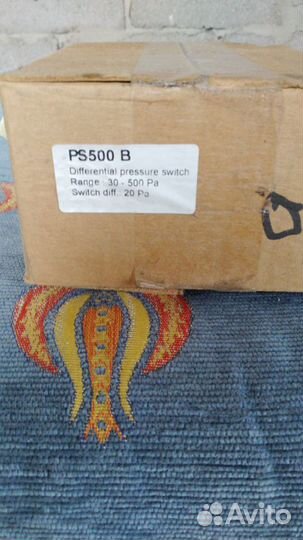 PS500 B
Differential pressure switch
Range : 30 - 500 Pa
Switch diff.: 20 Pa
Avito